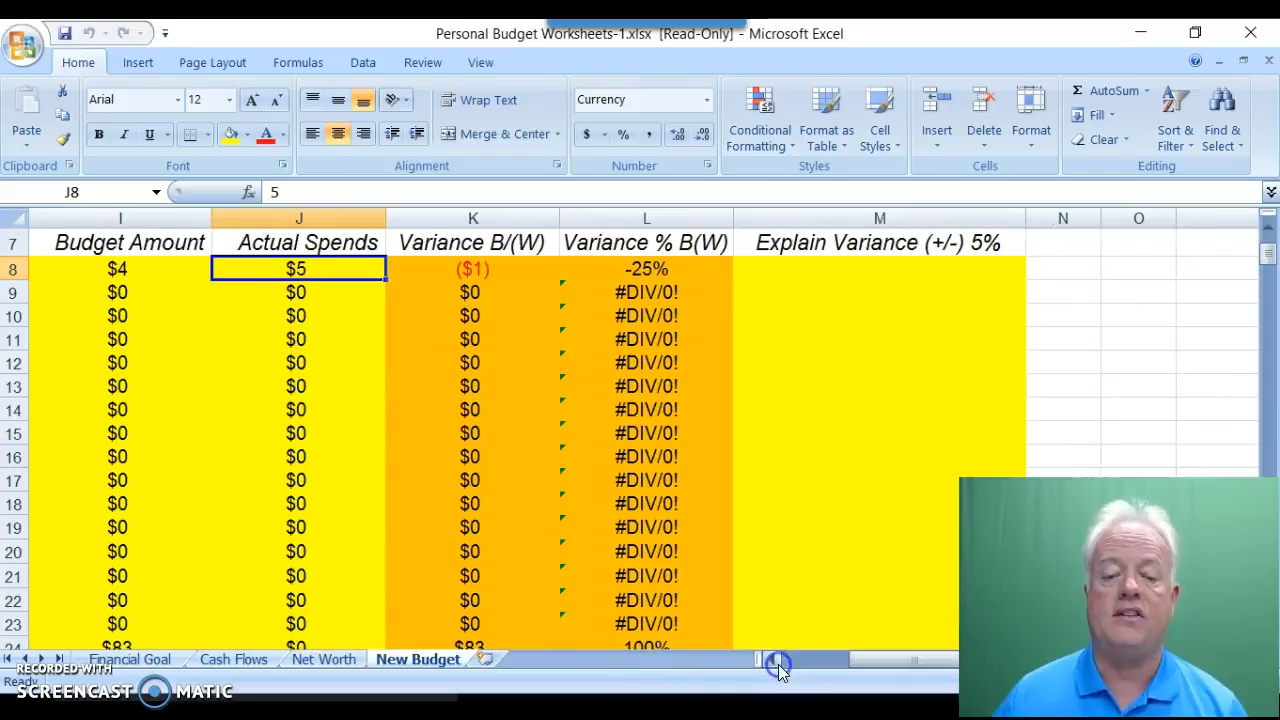 Personal Budget Worksheets-1.xlsx [Read-Only] - Microsoft Excel
Home Insert Page Layout Formulas Data Review View
Arial 12 A A Wrap Text Currency AutoSum
Fill
Paste B I U A Merge & Center $ % , Conditional Formatting Format as Table Cell Styles Insert Delete Format Clear Sort & Filter Find & Select
Clipboard Font Alignment Number Styles Cells Editing
J8 fx 5
I J K L M N O
7 Budget Amount Actual Spends Variance B/(W) Variance % B(W) Explain Variance (+/-) 5%
8 $4 $5 ($1) -25%
9 $0 $0 $0 #DIV/0!
10 $0 $0 $0 #DIV/0!
11 $0 $0 $0 #DIV/0!
12 $0 $0 $0 #DIV/0!
13 $0 $0 $0 #DIV/0!
14 $0 $0 $0 #DIV/0!
15 $0 $0 $0 #DIV/0!
16 $0 $0 $0 #DIV/0!
17 $0 $0 $0 #DIV/0!
18 $0 $0 $0 #DIV/0!
19 $0 $0 $0 #DIV/0!
20 $0 $0 $0 #DIV/0!
21 $0 $0 $0 #DIV/0!
22 $0 $0 $0 #DIV/0!
23 $0 $0 $0 #DIV/0!
24 $83 $0 $83 100%
Financial Goal Cash Flows Net Worth New Budget
RECORDED WITH
Ready
SCREENCAST MATIC